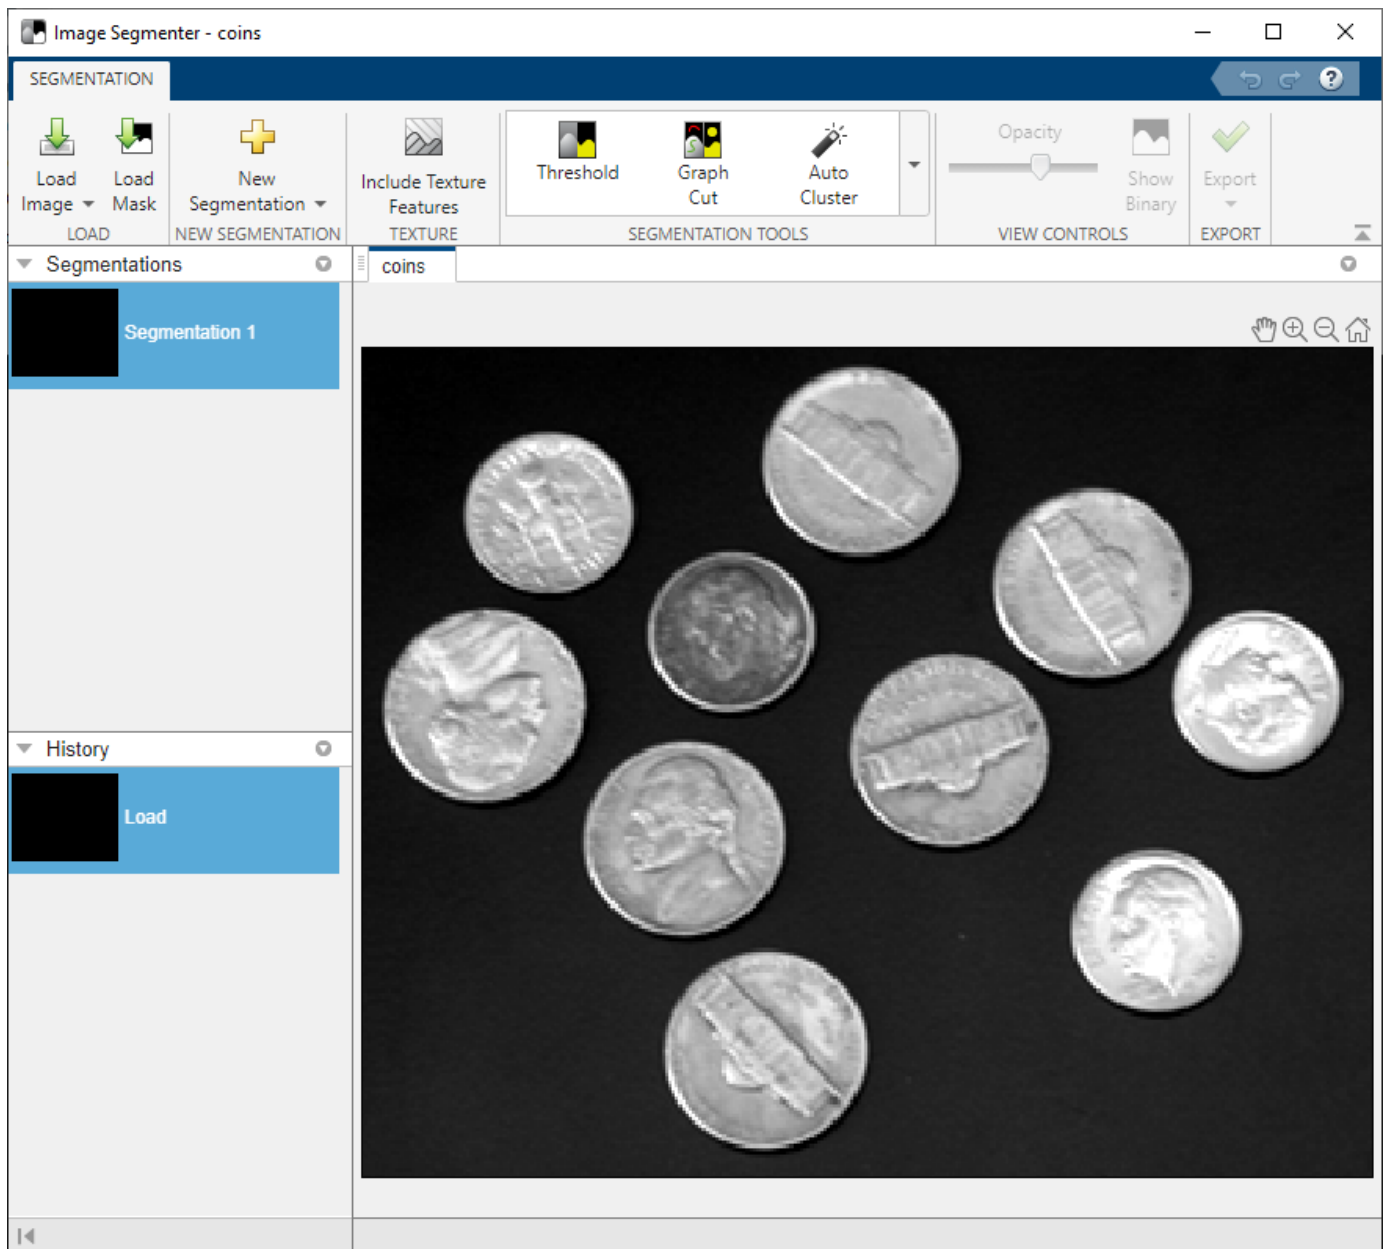 Image Segmenter - coins
SEGMENTATION
?
Load
Image
Load
Mask
New
Segmentation
Include Texture
Features
Threshold
Graph
Cut
Auto
Cluster
Opacity
Show
Binary
Export
LOAD
NEW SEGMENTATION
TEXTURE
SEGMENTATION TOOLS
VIEW CONTROLS
EXPORT
Segmentations
coins
Segmentation 1
History
Load